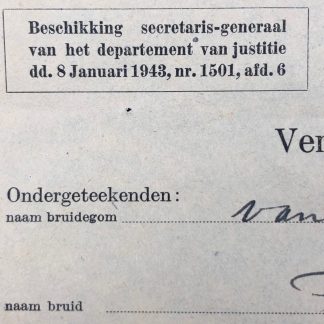 Beschikking secretaris-generaal
van het departement van justitie
dd. 8 Januari 1943, nr. 1501, afd. 6
Ver
Ondergeteekenden:
naam bruidegom van
naam bruid